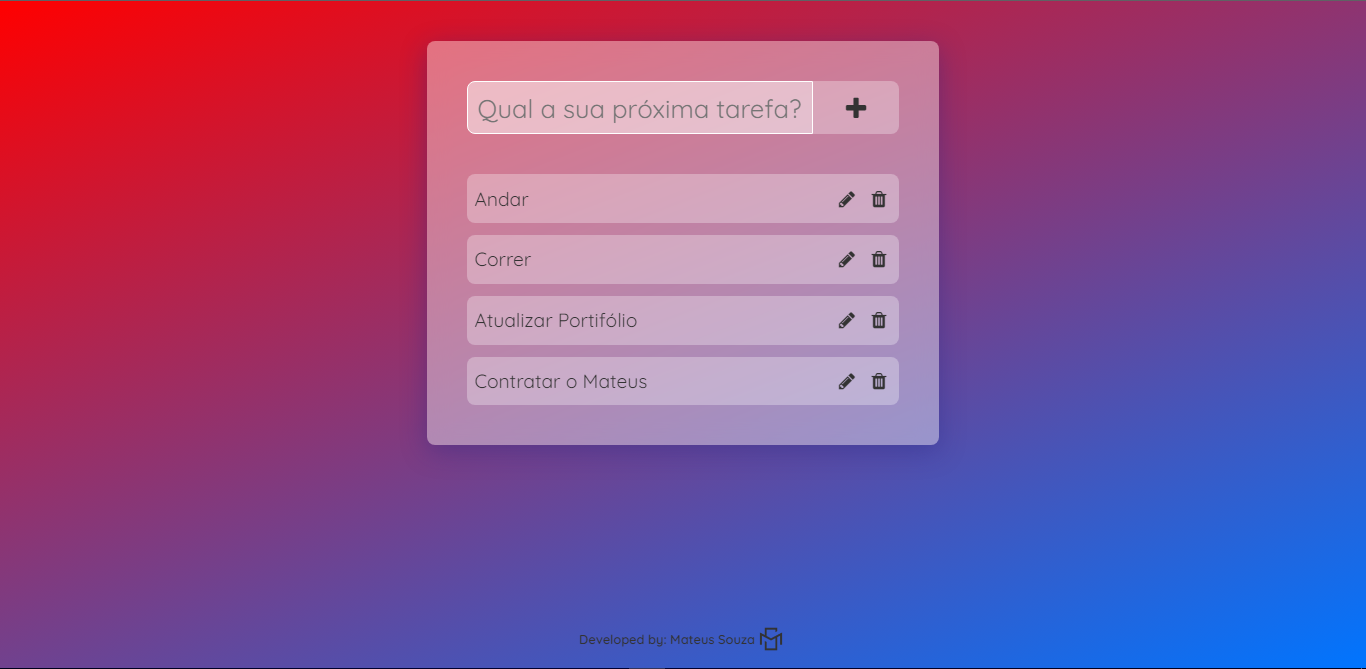 Qual a sua próxima tarefa?
Andar
Correr
Atualizar Portifólio
Contratar o Mateus
Developed by: Mateus Souza